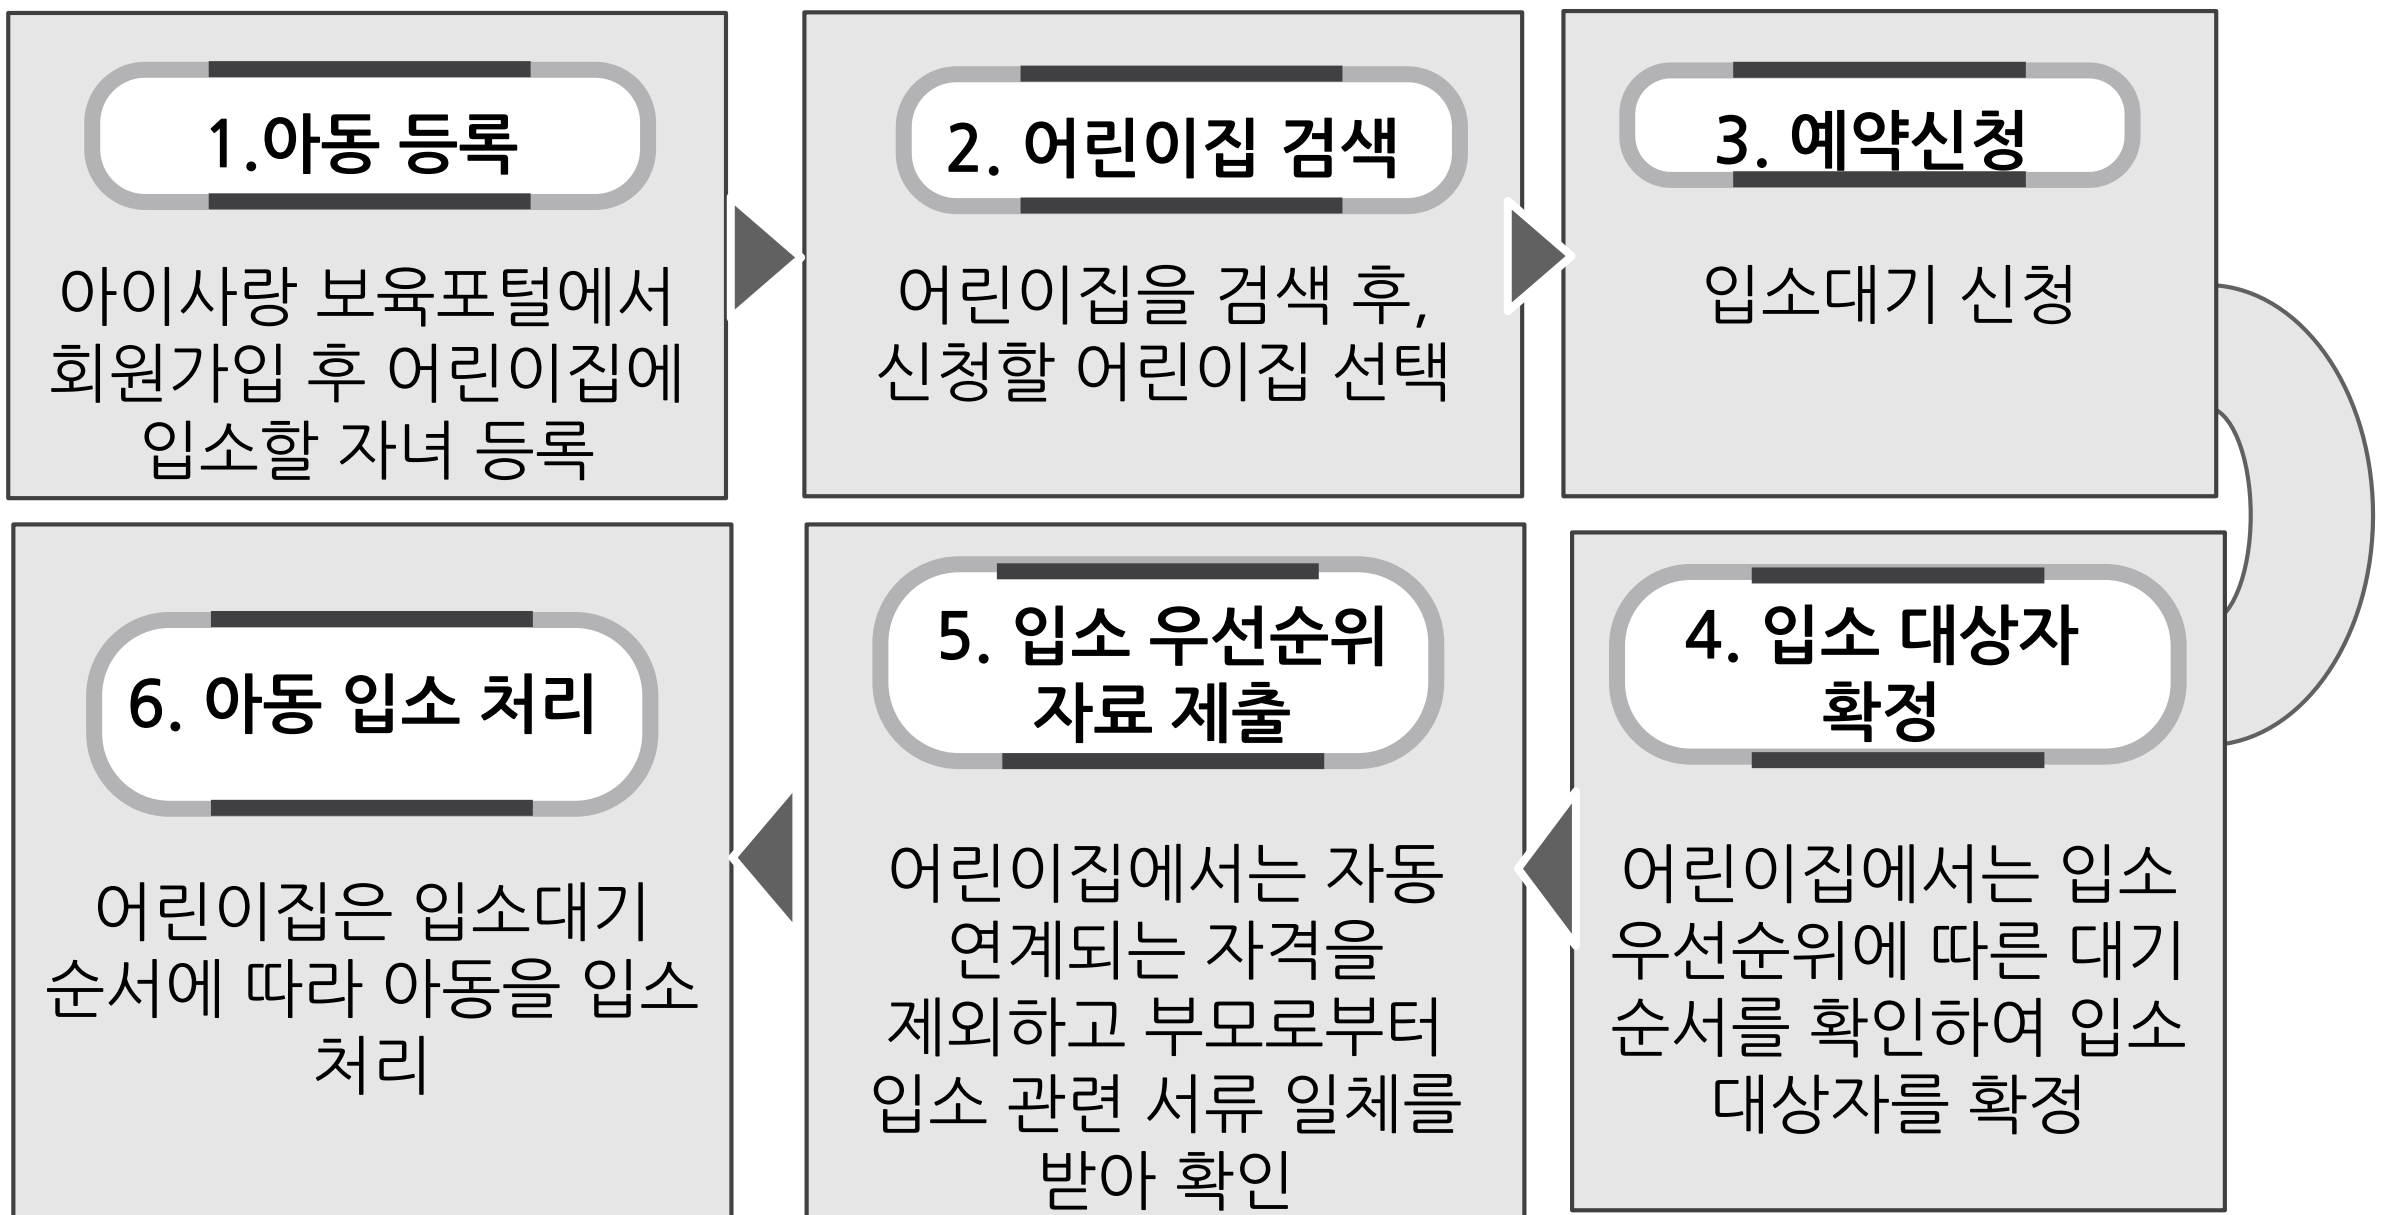 1.아동 등록
아이사랑 보육포털에서
회원가입 후 어린이집에
입소할 자녀 등록
2. 어린이집 검색
어린이집을 검색 후,
신청할 어린이집 선택
3. 예약신청
입소대기 신청
4. 입소 대상자
확정
어린이집에서는 입소
우선순위에 따른 대기
순서를 확인하여 입소
대상자를 확정
5. 입소 우선순위
자료 제출
어린이집에서는 자동
연계되는 자격을
제외하고 부모로부터
입소 관련 서류 일체를
받아 확인
6. 아동 입소 처리
어린이집은 입소대기
순서에 따라 아동을 입소
처리